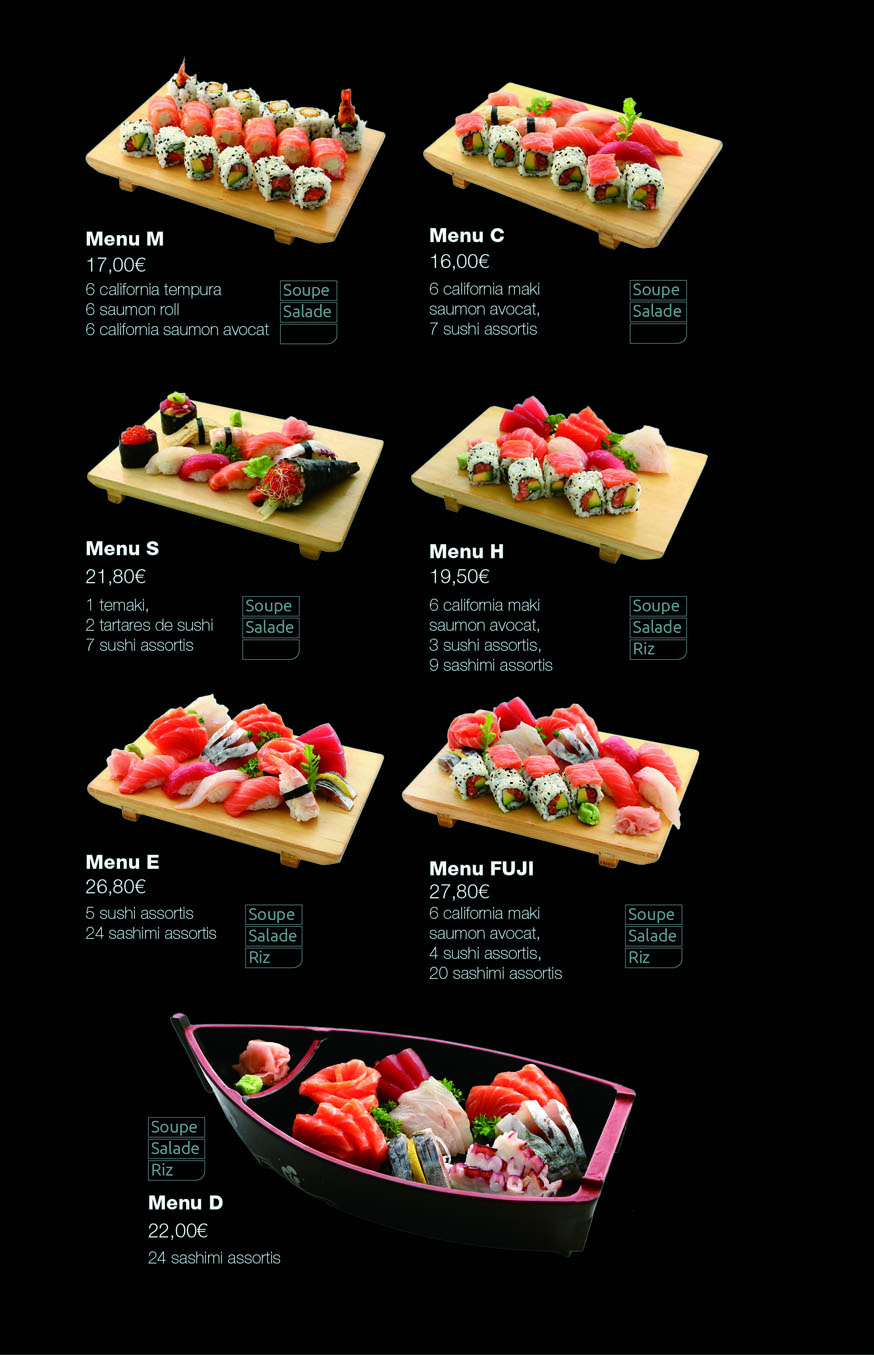 Menu M
17,00€
6 california tempura
6 saumon roll
6 california saumon avocat
Soupe
Salade
Menu C
16,00€
6 california maki
saumon avocat,
7 sushi assortis
Soupe
Salade
Menu S
21,80€
1 temaki,
2 tartares de sushi
7 sushi assortis
Soupe
Salade
Menu H
19,50€
6 california maki
saumon avocat,
3 sushi assortis,
9 sashimi assortis
Soupe
Salade
Riz
Menu E
26,80€
5 sushi assortis
24 sashimi assortis
Soupe
Salade
Riz
Menu FUJI
27,80€
6 california maki
saumon avocat,
4 sushi assortis,
20 sashimi assortis
Soupe
Salade
Riz
Soupe
Salade
Riz
Menu D
22,00€
24 sashimi assortis